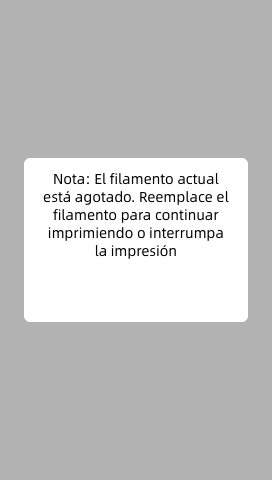 Nota: El filamento actual
está agotado. Reemplace el
filamento para continuar
imprimiendo o interrumpa
la impresión